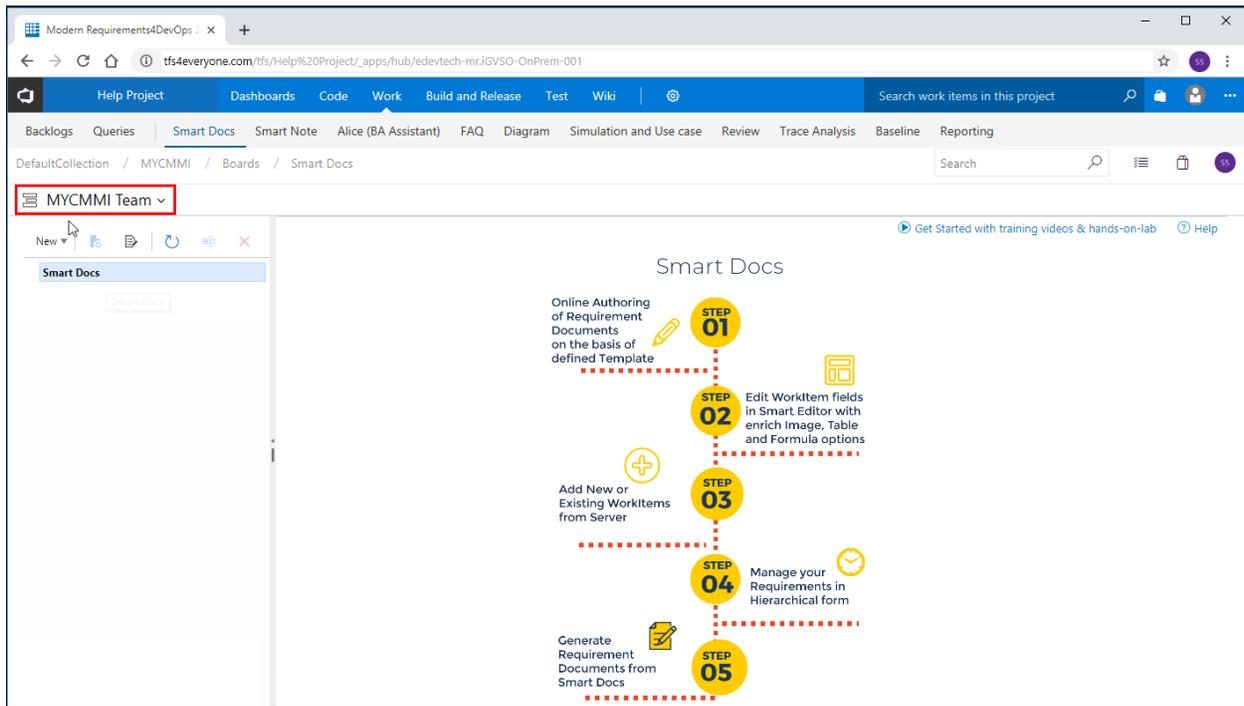 Modern Requirements4DevOps 2
tfs4everyone.com/tfs/Help%20Project/_apps/hub/edevtech-mr.iGVSO-OnPrem-001
SS
Help Project Dashboards Code Work Build and Release Test Wiki Search work items in this project
Backlogs Queries Smart Docs Smart Note Alice (BA Assistant) FAQ Diagram Simulation and Use case Review Trace Analysis Baseline Reporting
DefaultCollection / MYCMMI / Boards / Smart Docs Search SS
MYCMMI Team
Get Started with training videos & hands-on-lab Help
New
Smart Docs
Smart Docs
Smart Docs
Online Authoring
of Requirement
Documents
on the basis of
defined Template
STEP
01
STEP
02
Edit WorkItem fields
in Smart Editor with
enrich Image, Table
and Formula options
Add New or
Existing WorkItems
from Server
STEP
03
STEP
04
Manage your
Requirements in
Hierarchical form
Generate
Requirement
Documents from
Smart Docs
STEP
05